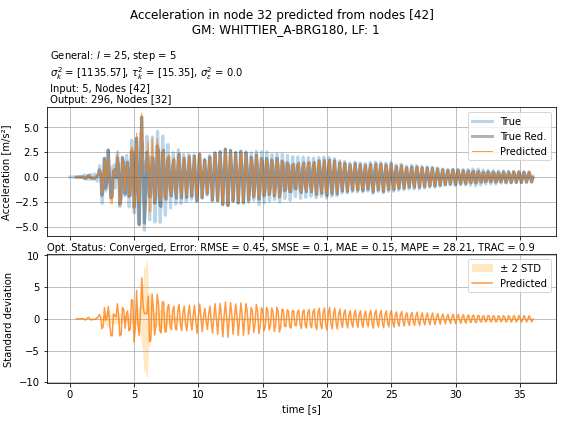 Acceleration in node 32 predicted from nodes [42]
GM: WHITTIER_A-BRG180, LF: 1
General: l = 25, step = 5
σ²ₖ = [1135.57], τ²ₖ = [15.35], σ²ₑ = 0.0
Input: 5, Nodes [42]
Output: 296, Nodes [32]
Acceleration [m/s²]
5.0
2.5
0.0
−2.5
−5.0
True
True Red.
Predicted
Opt. Status: Converged, Error: RMSE = 0.45, SMSE = 0.1, MAE = 0.15, MAPE = 28.21, TRAC = 0.9
Standard deviation
10
5
0
−5
−10
± 2 STD
Predicted
0 5 10 15 20 25 30 35
time [s]